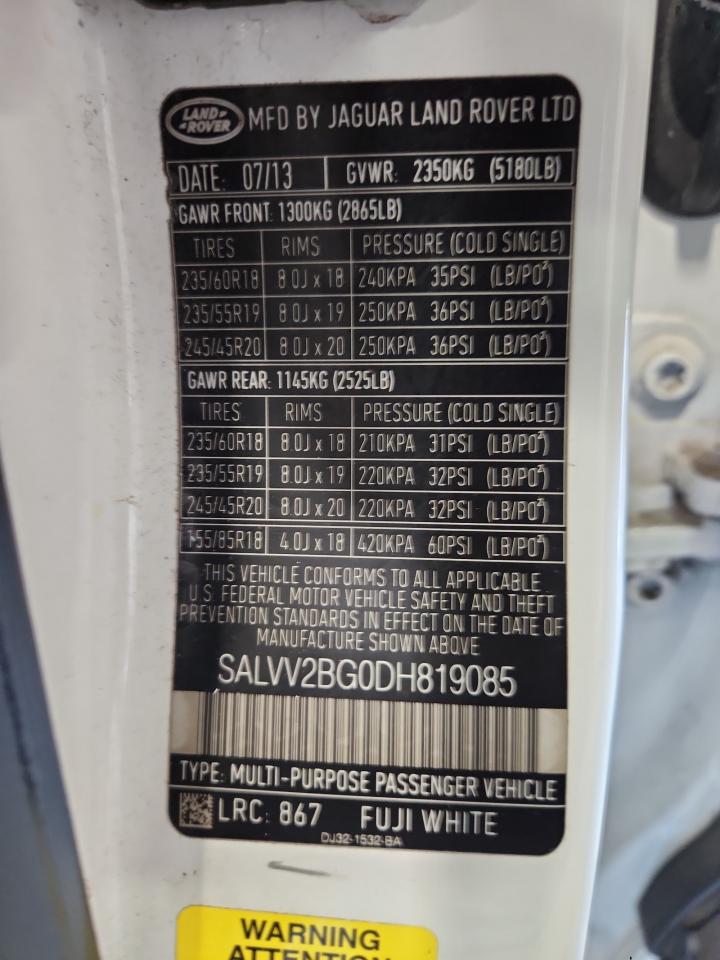 LAND ROVER MFD BY JAGUAR LAND ROVER LTD
DATE: 07/13 GVWR: 2350KG (5180LB)
GAWR FRONT: 1300KG (2865LB)
TIRES RIMS PRESSURE (COLD SINGLE)
235/60R18 8.0J x 18 240KPA 35PSI (LB/PO²)
235/55R19 8.0J x 19 250KPA 36PSI (LB/PO²)
245/45R20 8.0J x 20 250KPA 36PSI (LB/PO²)
GAWR REAR: 1145KG (2525LB)
TIRES RIMS PRESSURE (COLD SINGLE)
235/60R18 8.0J x 18 210KPA 31PSI (LB/PO²)
235/55R19 8.0J x 19 220KPA 32PSI (LB/PO²)
245/45R20 8.0J x 20 220KPA 32PSI (LB/PO²)
155/85R18 4.0J x 18 420KPA 60PSI (LB/PO²)
THIS VEHICLE CONFORMS TO ALL APPLICABLE
U.S. FEDERAL MOTOR VEHICLE SAFETY AND THEFT
PREVENTION STANDARDS IN EFFECT ON THE DATE OF
MANUFACTURE SHOWN ABOVE
SALVV2BG0DH819085
TYPE: MULTI-PURPOSE PASSENGER VEHICLE
LRC: 867 FUJI WHITE
DJ32-1532-BA
WARNING
ATTENTION